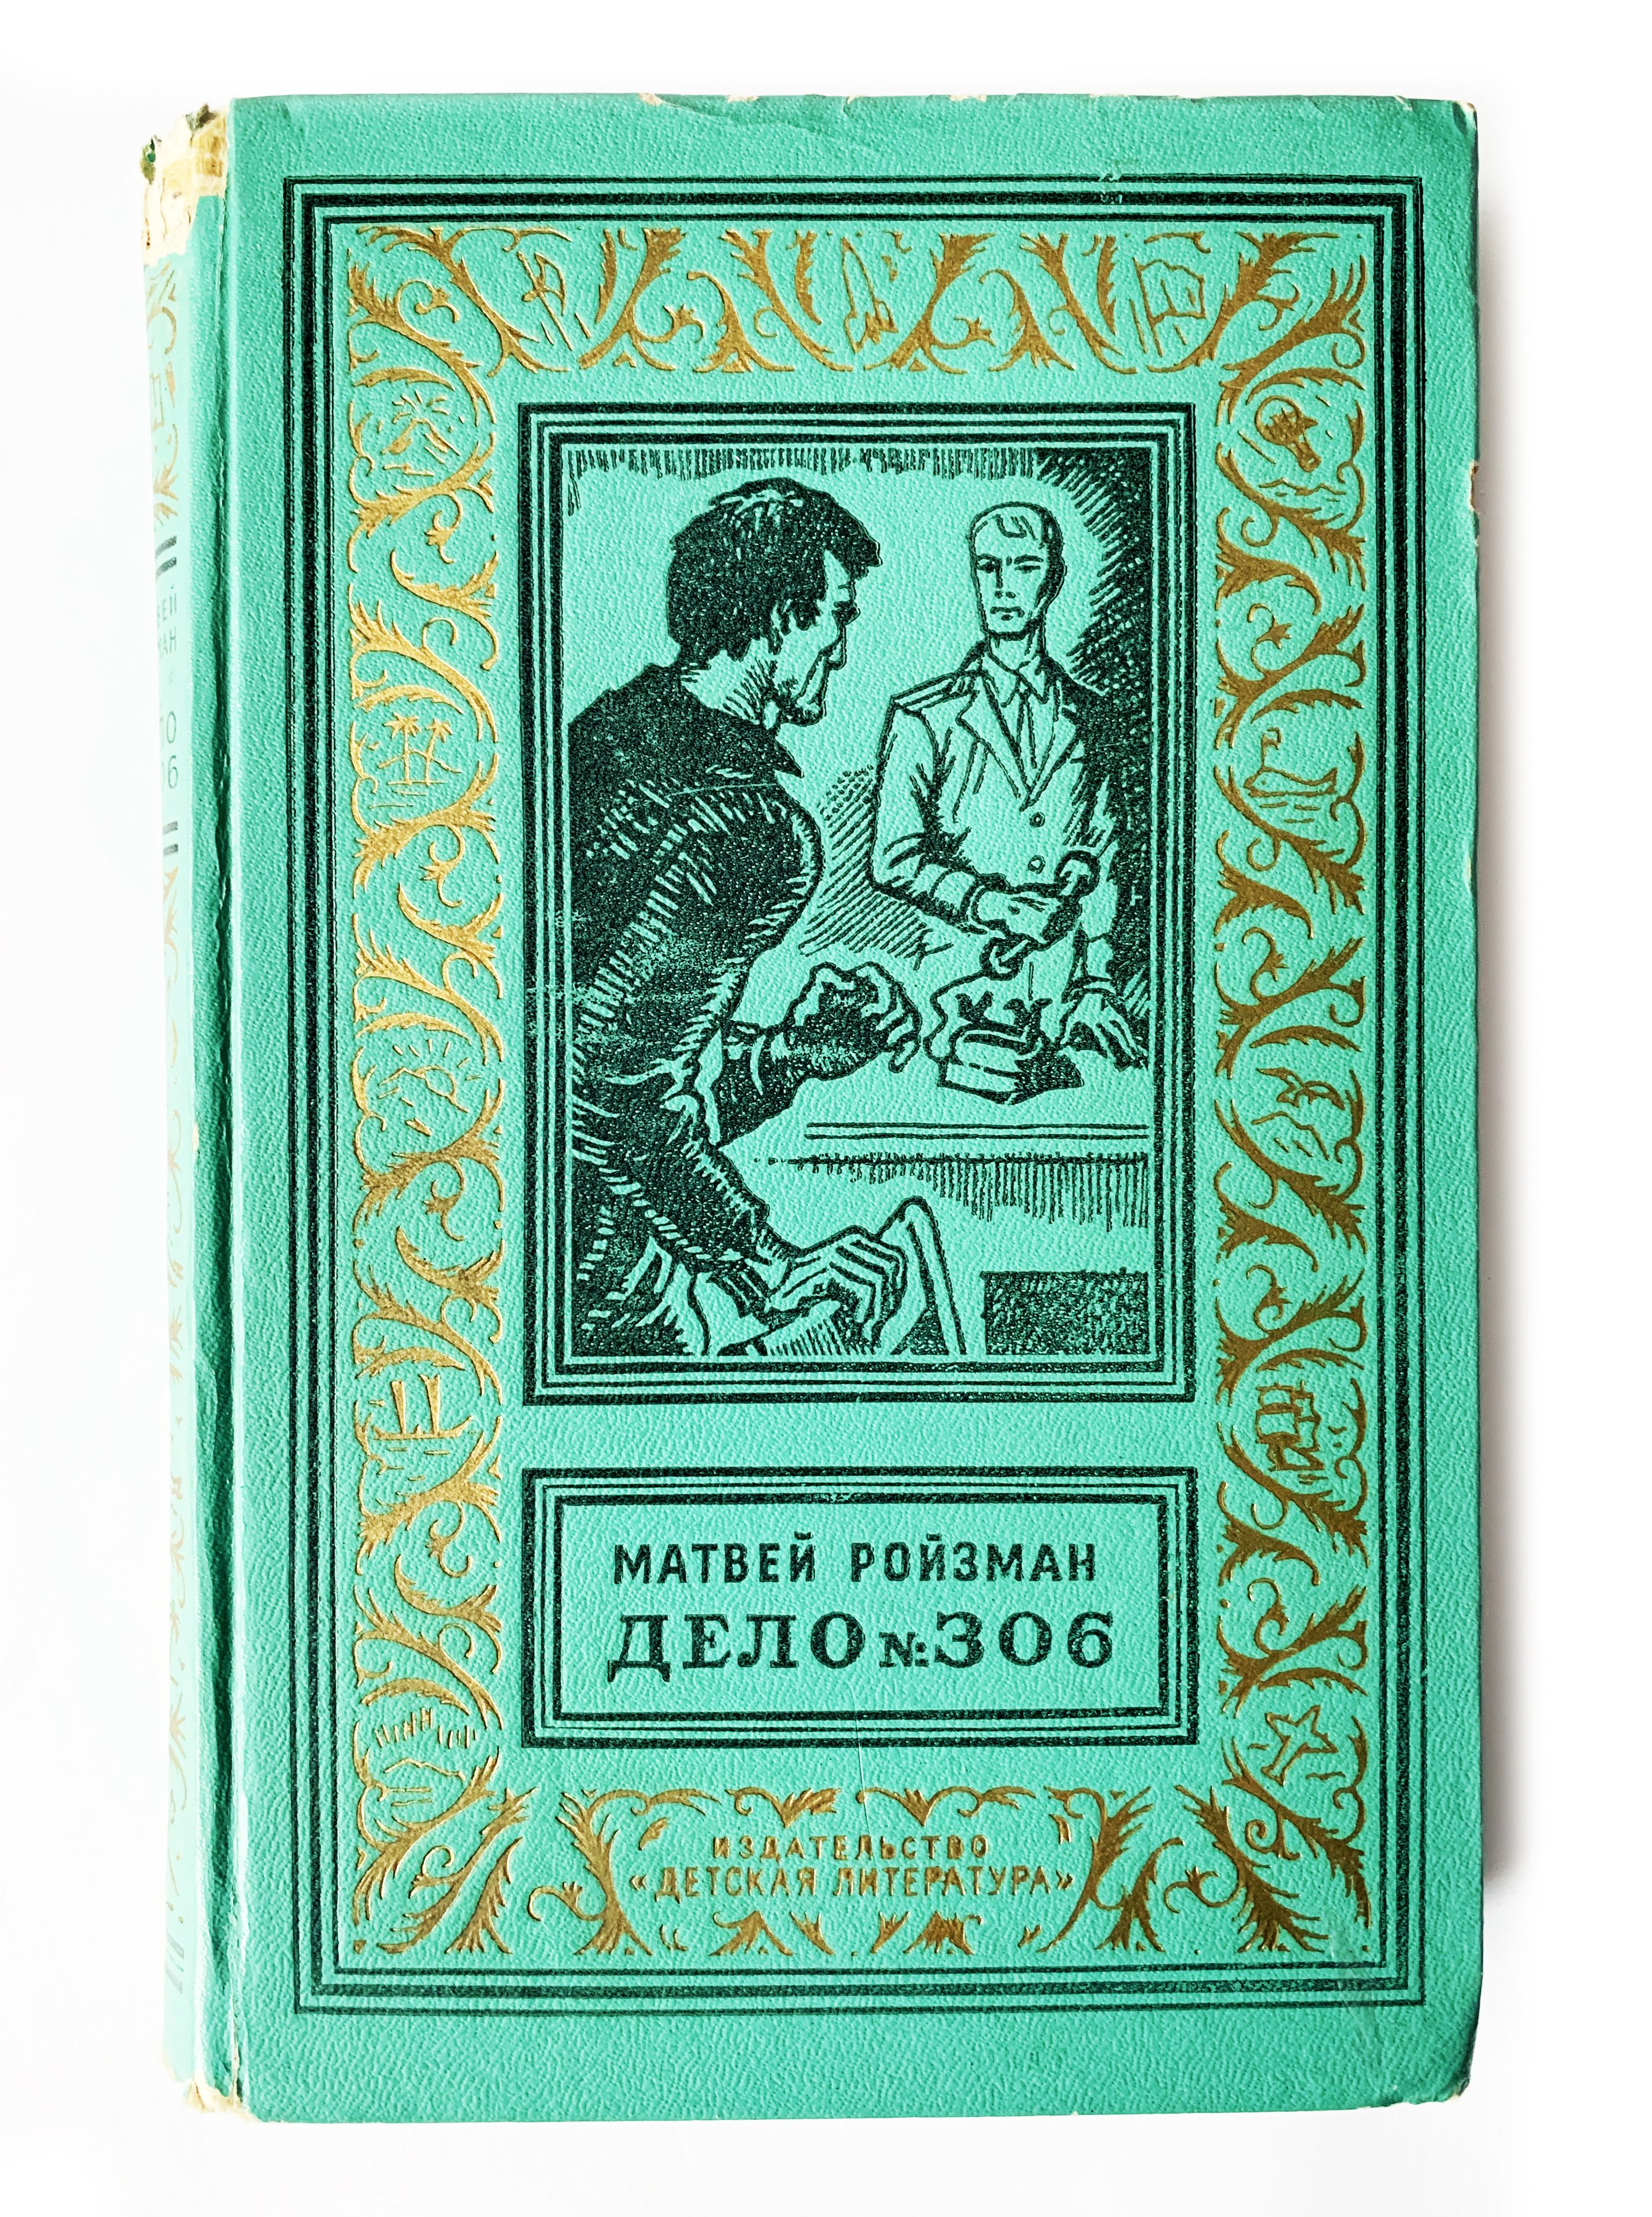 МАТВЕЙ РОЙЗМАН
ДЕЛО №306
ИЗДАТЕЛЬСТВО
«ДЕТСКАЯ ЛИТЕРАТУРА»